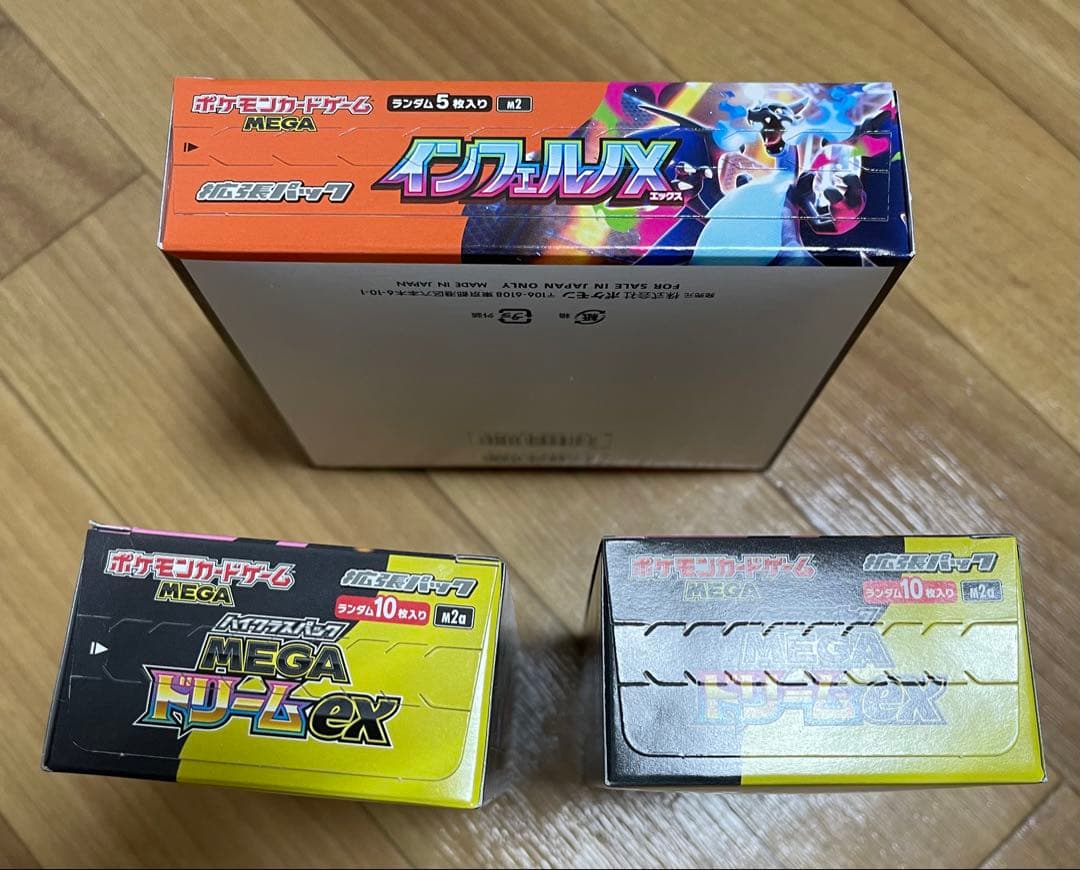 ポケモンカードゲーム
MEGA
ランダム5枚入り M2
拡張パック
インフェルノX
エックス
発売元 株式会社ポケモン 〒106-6108 東京都港区六本木6-10-1
FOR SALE IN JAPAN ONLY MADE IN JAPAN
紙 箱
プラ 外装
ポケモンカードゲーム
MEGA
拡張パック
ランダム10枚入り M2a
ハイクラスパック
MEGA
ドリームex
ポケモンカードゲーム
MEGA
拡張パック
ランダム10枚入り M2a
MEGA
ドリームex